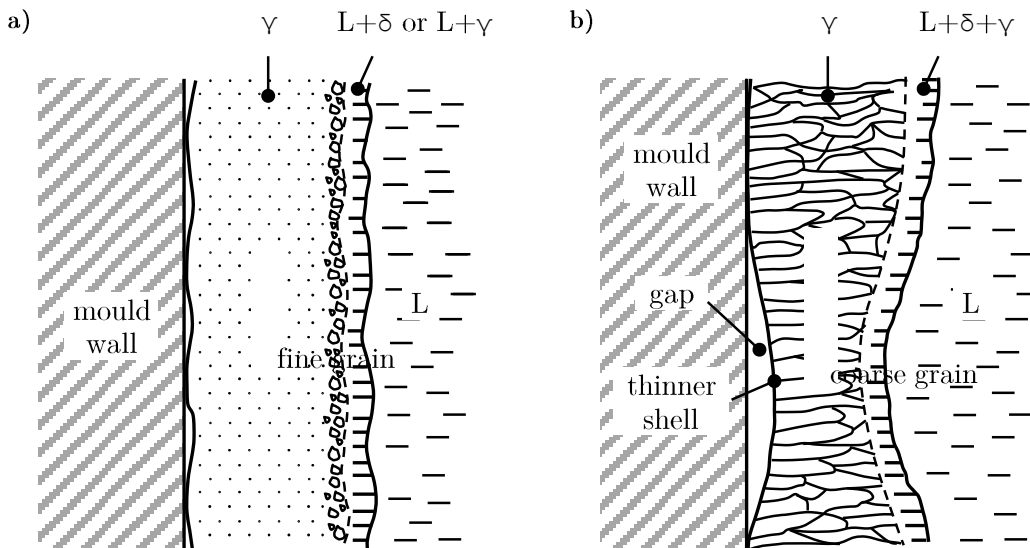 a)
γ
L+δ or L+γ
mould
wall
fine grain
L
b)
γ
L+δ+γ
mould
wall
gap
thinner
shell
coarse grain
L